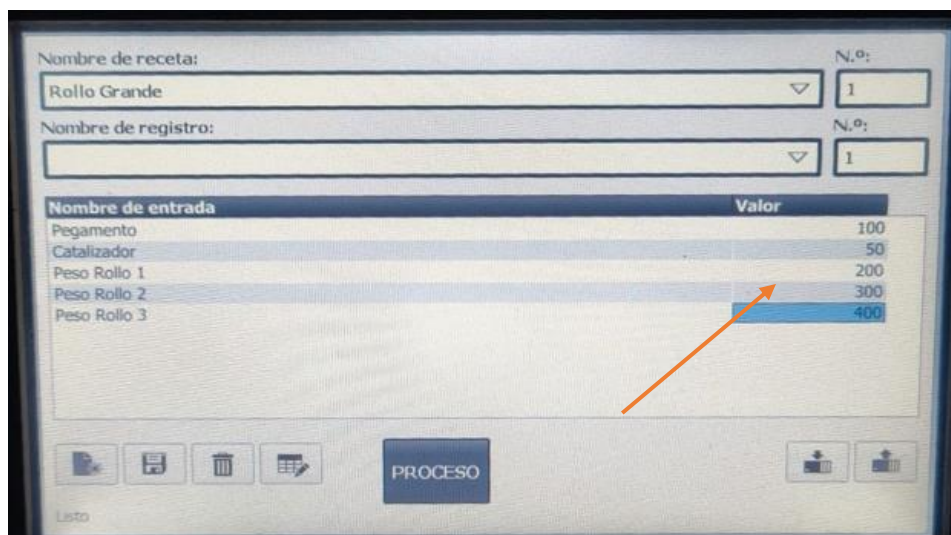 Nombre de receta: N.º:
Rollo Grande 1
Nombre de registro: N.º:
1
Nombre de entrada Valor
Pegamento 100
Catalizador 50
Peso Rollo 1 200
Peso Rollo 2 300
Peso Rollo 3 400
PROCESO
Listo